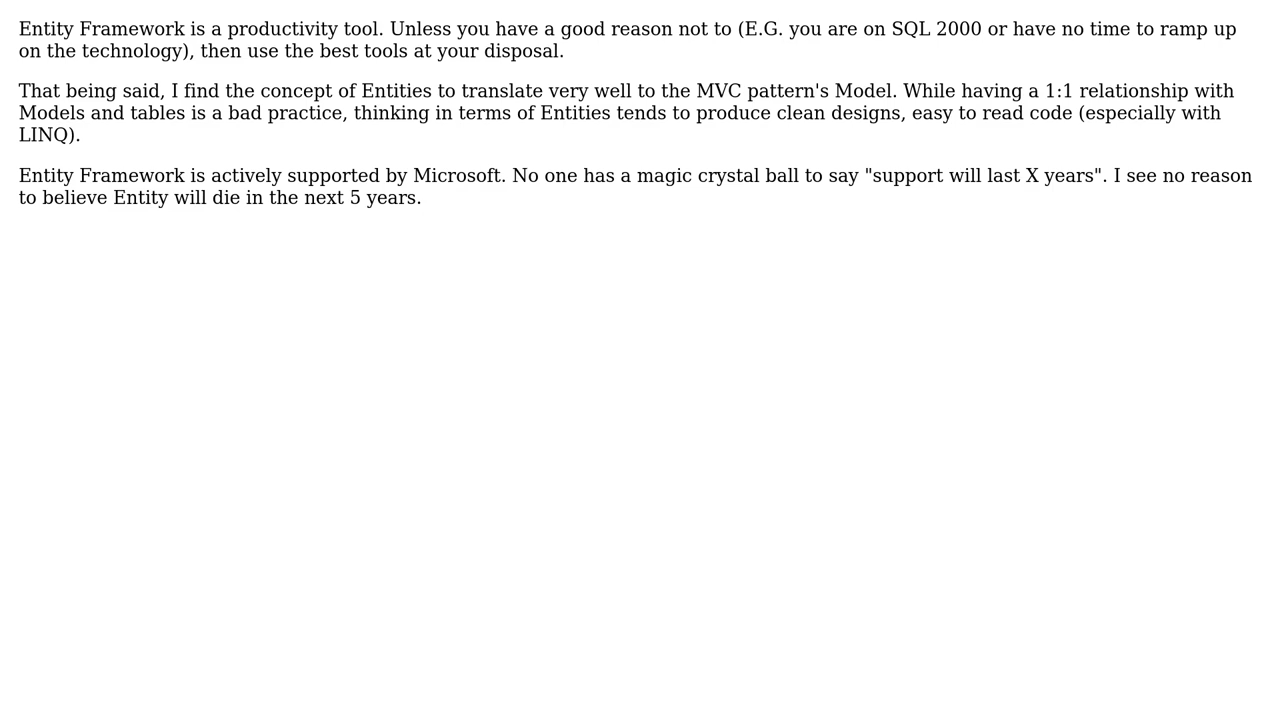 Entity Framework is a productivity tool. Unless you have a good reason not to (E.G. you are on SQL 2000 or have no time to ramp up
on the technology), then use the best tools at your disposal.
That being said, I find the concept of Entities to translate very well to the MVC pattern's Model. While having a 1:1 relationship with
Models and tables is a bad practice, thinking in terms of Entities tends to produce clean designs, easy to read code (especially with
LINQ).
Entity Framework is actively supported by Microsoft. No one has a magic crystal ball to say "support will last X years". I see no reason
to believe Entity will die in the next 5 years.